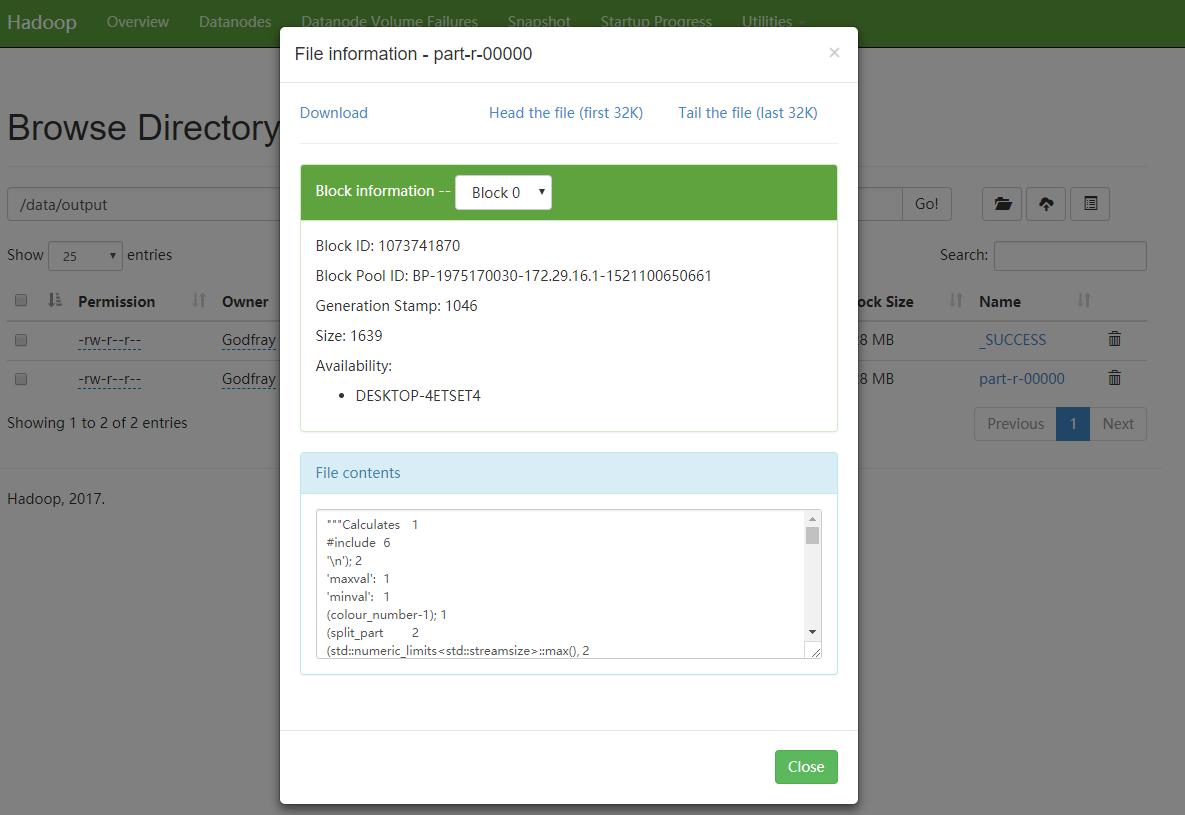 Hadoop Overview Datanodes Datanode Volume Failures Snapshot Startup Progress Utilities
File information - part-r-00000 ×
Download Head the file (first 32K) Tail the file (last 32K)
Browse Directory
Block information -- Block 0
/data/output Go!
Block ID: 1073741870
Show 25 entries Search:
Block Pool ID: BP-1975170030-172.29.16.1-1521100650661
Permission Owner ock Size Name
Generation Stamp: 1046
Size: 1639
-rw-r--r-- Godfray 8 MB _SUCCESS
Availability:
-rw-r--r-- Godfray 8 MB part-r-00000
• DESKTOP-4ETSET4
Showing 1 to 2 of 2 entries Previous 1 Next
File contents
Hadoop, 2017.
"""Calculates 1
#include 6
'\n'); 2
'maxval': 1
'minval': 1
(colour_number-1); 1
(split_part 2
(std::numeric_limits<std::streamsize>::max(), 2
Close